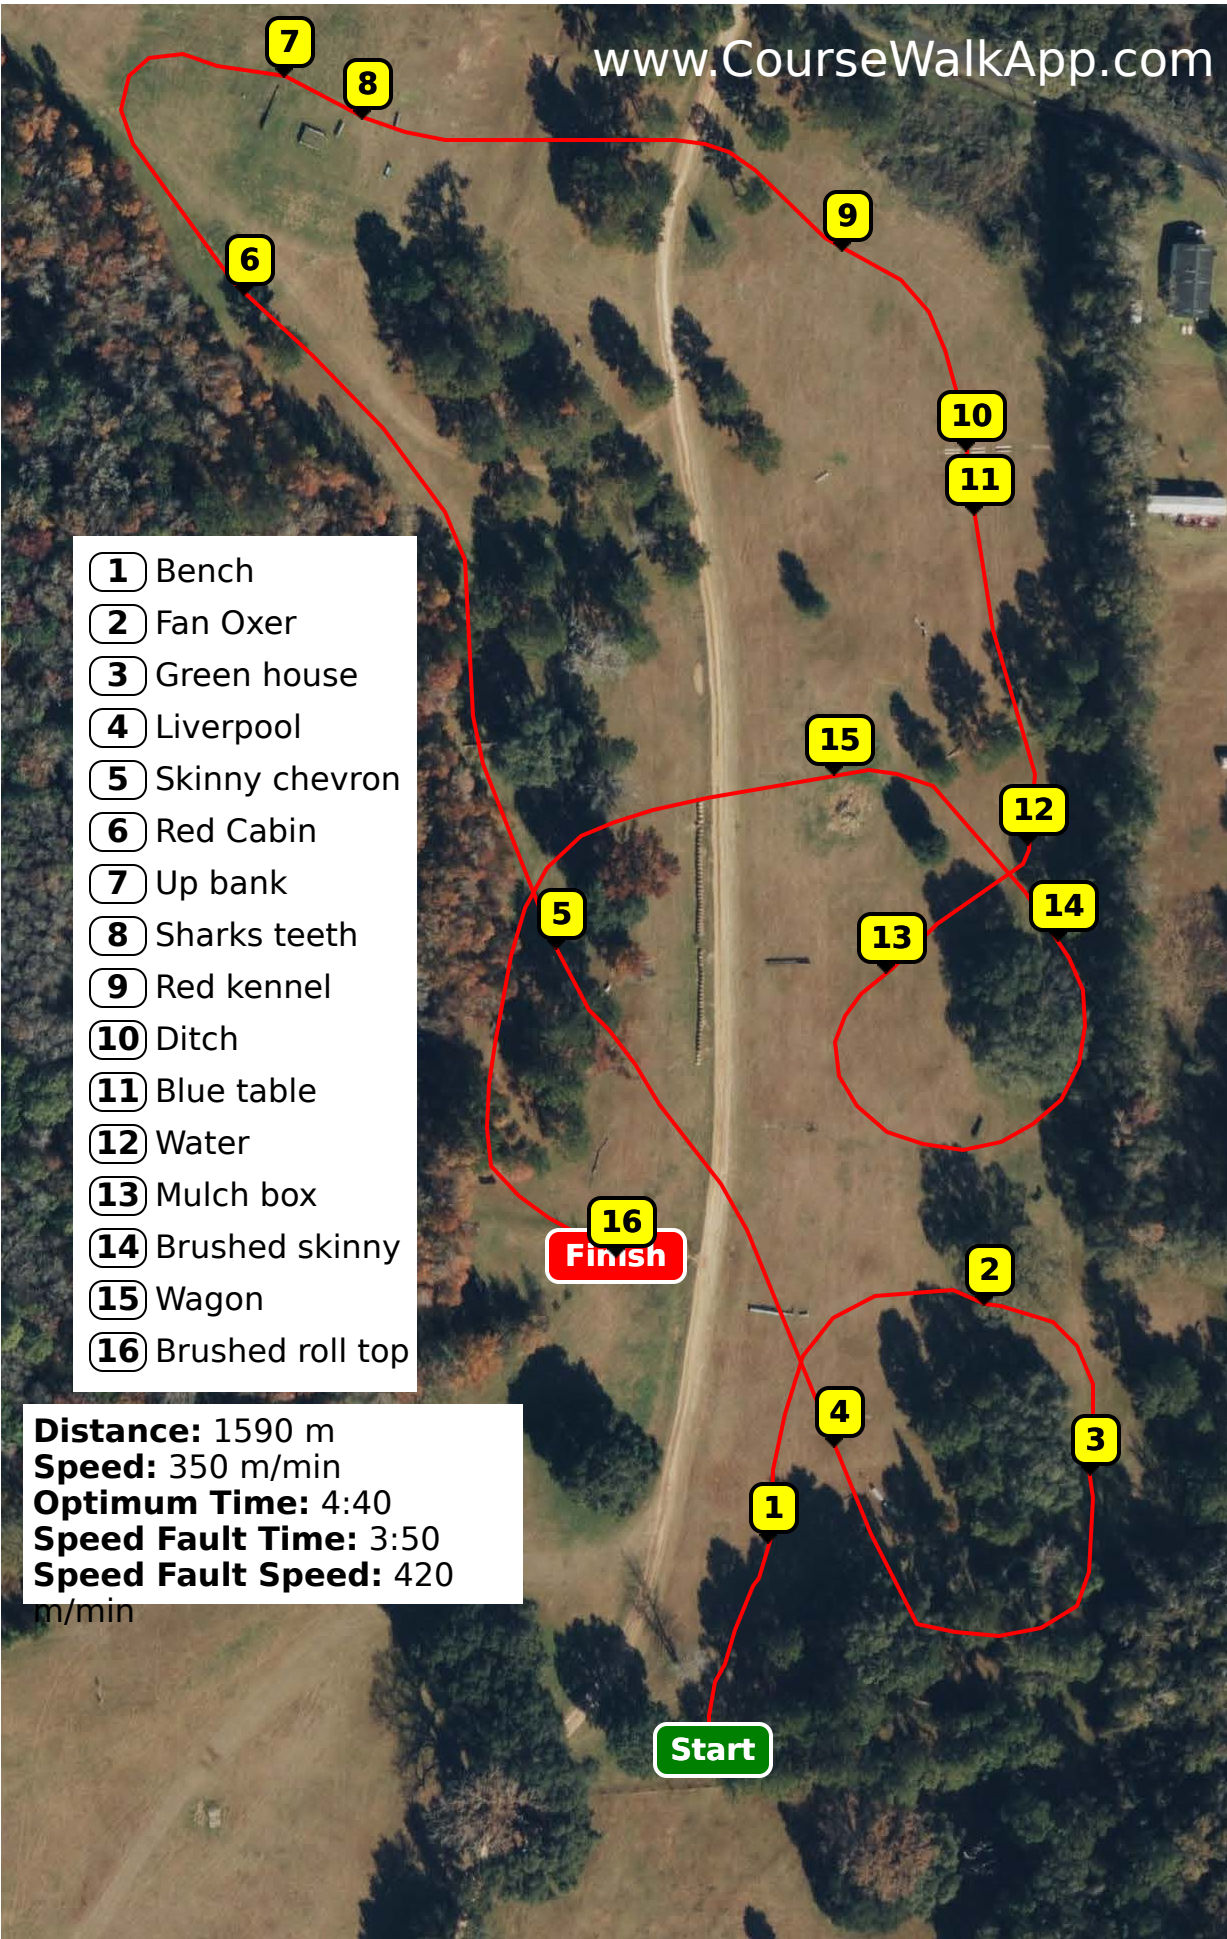 www.CourseWalkApp.com
7
8
9
6
10
11
15
12
14
5
13
16
Finish
2
4
3
1
Start
1 Bench
2 Fan Oxer
3 Green house
4 Liverpool
5 Skinny chevron
6 Red Cabin
7 Up bank
8 Sharks teeth
9 Red kennel
10 Ditch
11 Blue table
12 Water
13 Mulch box
14 Brushed skinny
15 Wagon
16 Brushed roll top
Distance: 1590 m
Speed: 350 m/min
Optimum Time: 4:40
Speed Fault Time: 3:50
Speed Fault Speed: 420
m/min